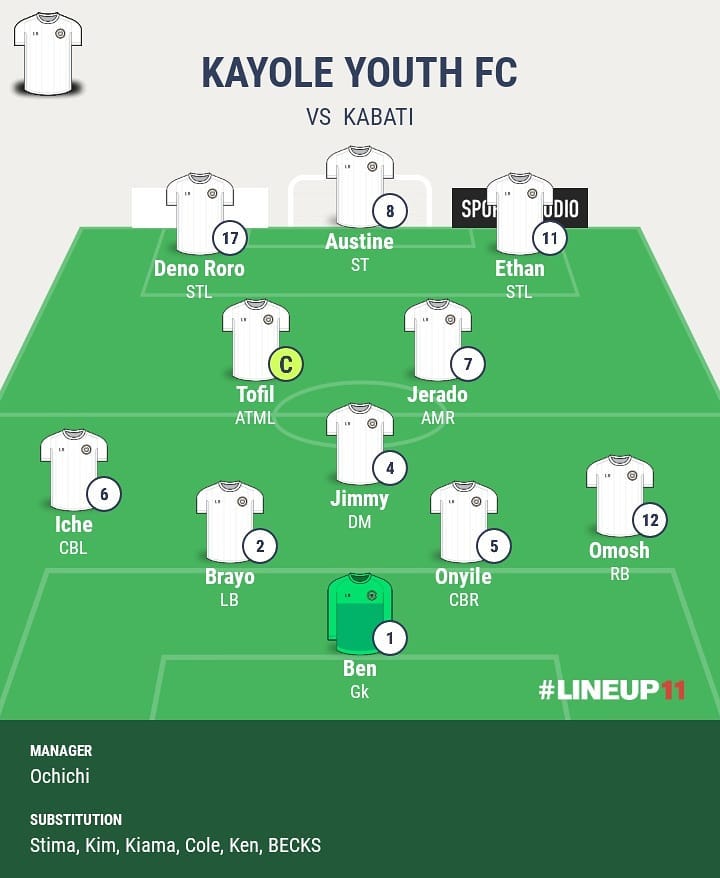 KAYOLE YOUTH FC
VS KABATI
SPOR UDIO
8
Austine
ST
17
Deno Roro
STL
11
Ethan
STL
C
Tofil
ATML
7
Jerado
AMR
4
Jimmy
DM
6
Iche
CBL
2
Brayo
LB
5
Onyile
CBR
12
Omosh
RB
1
Ben
Gk
#LINEUP11
MANAGER
Ochichi
SUBSTITUTION
Stima, Kim, Kiama, Cole, Ken, BECKS